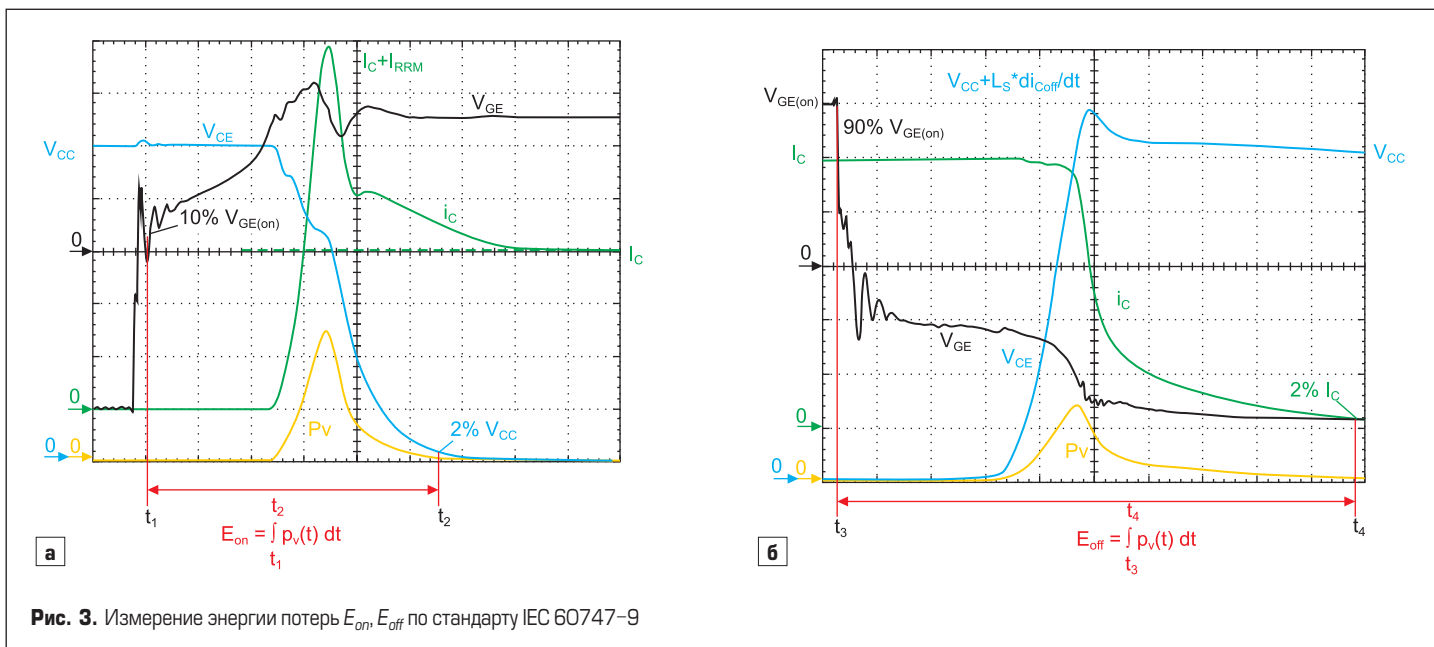 I_C+I_RRM
V_GE
V_CE
V_CC
10% V_GE(on)
0
i_C
I_C
0
Pv
2% V_CC
0 0
t_1
t_2
t_2
E_on = ∫ p_v(t) dt
t_1
а
V_CC+L_S*di_Coff/dt
V_GE(on)
90% V_GE(on)
I_C
V_CC
0
i_C
V_GE
V_CE
2% I_C
0
Pv
0 0
t_3
t_4
t_4
E_off = ∫ p_v(t) dt
t_3
б
Рис. 3. Измерение энергии потерь E_on, E_off по стандарту IEC 60747–9